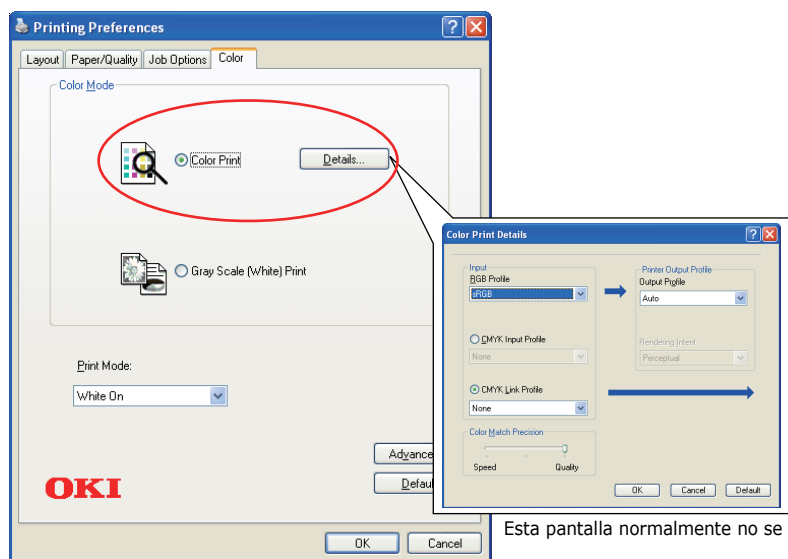 Printing Preferences
Layout
Paper/Quality
Job Options
Color
Color Mode
Color Print
Details...
Gray Scale (White) Print
Print Mode:
White On
Advance
Defau
OKI
OK
Cancel
Color Print Details
Input
RGB Profile
sRGB
CMYK Input Profile
None
CMYK Link Profile
None
Color Match Precision
Speed
Quality
Printer Output Profile
Output Profile
Auto
Rendering Intent
Perceptual
OK
Cancel
Default
Esta pantalla normalmente no se